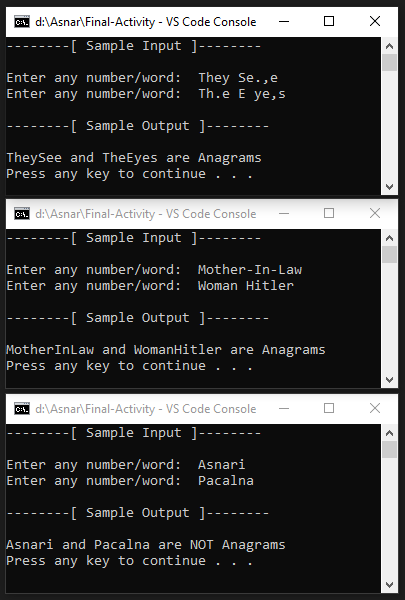 d:\Asnar\Final-Activity - VS Code Console
--------[ Sample Input ]--------
Enter any number/word:  They Se.,e
Enter any number/word:  Th.e E ye,s
--------[ Sample Output ]--------
TheySee and TheEyes are Anagrams
Press any key to continue . . .
d:\Asnar\Final-Activity - VS Code Console
--------[ Sample Input ]--------
Enter any number/word:  Mother-In-Law
Enter any number/word:  Woman Hitler
--------[ Sample Output ]--------
MotherInLaw and WomanHitler are Anagrams
Press any key to continue . . .
d:\Asnar\Final-Activity - VS Code Console
--------[ Sample Input ]--------
Enter any number/word:  Asnari
Enter any number/word:  Pacalna
--------[ Sample Output ]--------
Asnari and Pacalna are NOT Anagrams
Press any key to continue . . .